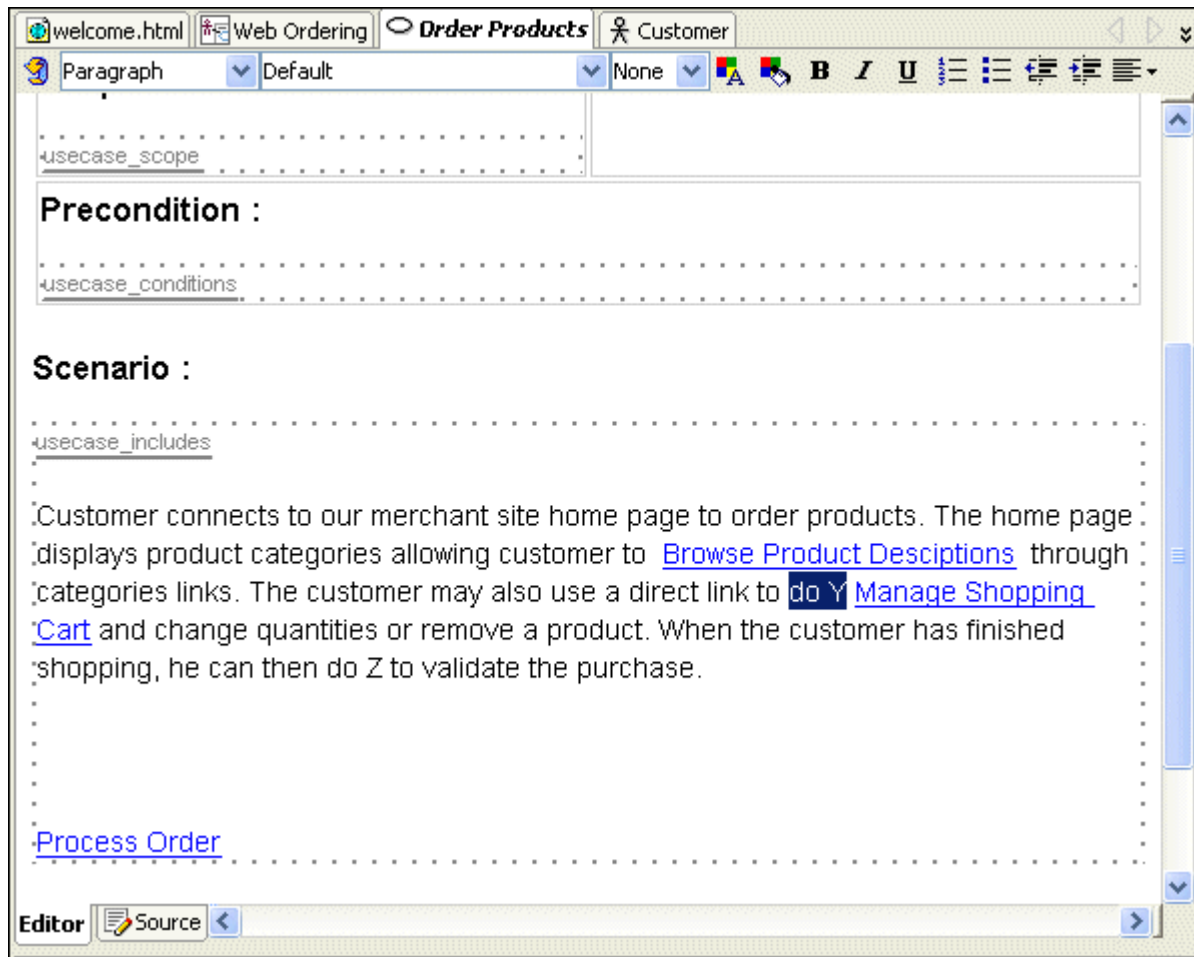 welcome.html Web Ordering Order Products Customer
Paragraph Default None A B I U
usecase_scope
Precondition :
usecase_conditions
Scenario :
usecase_includes
Customer connects to our merchant site home page to order products. The home page
displays product categories allowing customer to Browse Product Desciptions through
categories links. The customer may also use a direct link to do Y Manage Shopping
Cart and change quantities or remove a product. When the customer has finished
shopping, he can then do Z to validate the purchase.
Process Order
Editor Source